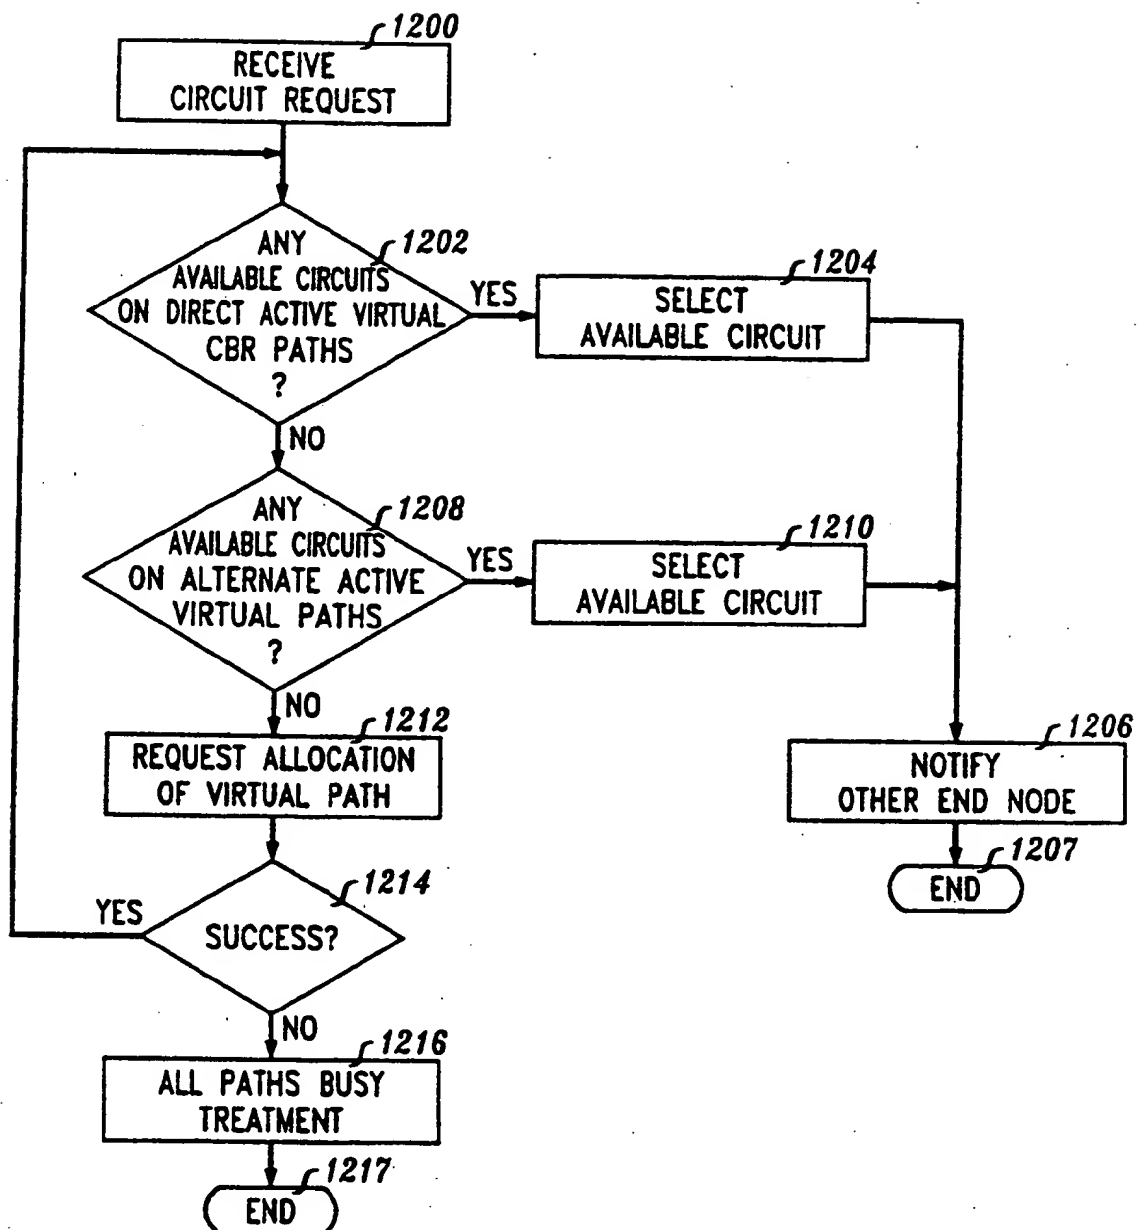 1200
RECEIVE
CIRCUIT REQUEST
1202
ANY
AVAILABLE CIRCUITS
ON DIRECT ACTIVE VIRTUAL
CBR PATHS
?
YES
1204
SELECT
AVAILABLE CIRCUIT
NO
1208
ANY
AVAILABLE CIRCUITS
ON ALTERNATE ACTIVE
VIRTUAL PATHS
?
YES
1210
SELECT
AVAILABLE CIRCUIT
NO
1212
REQUEST ALLOCATION
OF VIRTUAL PATH
1206
NOTIFY
OTHER END NODE
1207
END
1214
SUCCESS?
YES
NO
1216
ALL PATHS BUSY
TREATMENT
1217
END